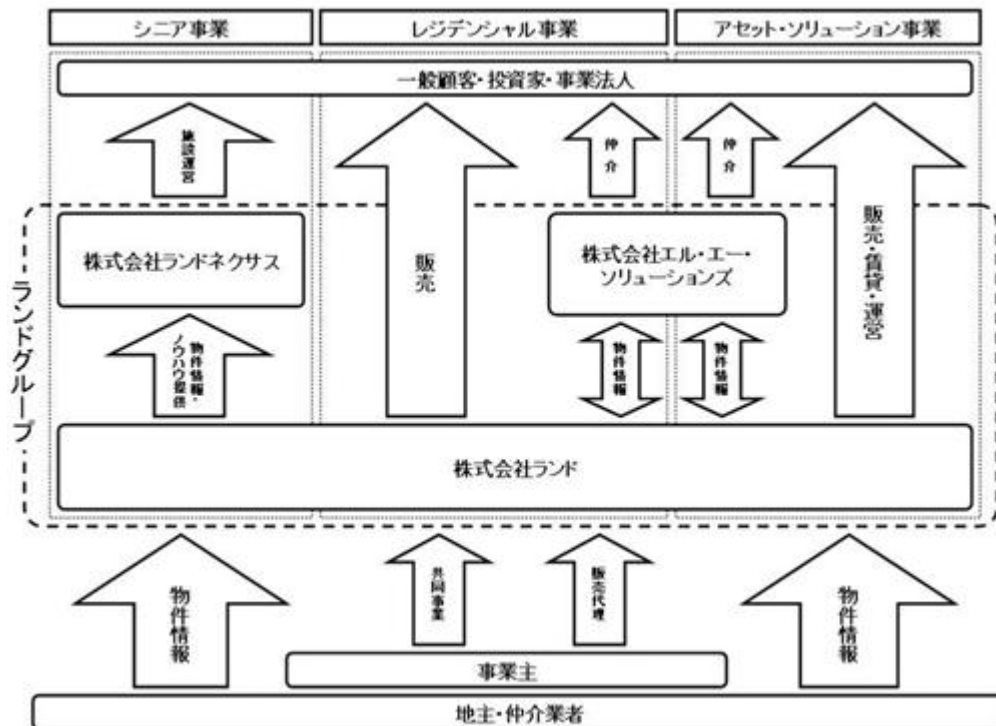 シニア事業
レジデンシャル事業
アセット・ソリューション事業
一般顧客・投資家・事業法人
施設運営
仲介
仲介
株式会社ランドネクサス
販売
株式会社エル・エー・
ソリューションズ
販売・賃貸・運営
ランドグループ
物件情報・
ノウハウ提供
物件情報
物件情報
株式会社ランド
物件情報
共同事業
販売代理
物件情報
事業主
地主・仲介業者